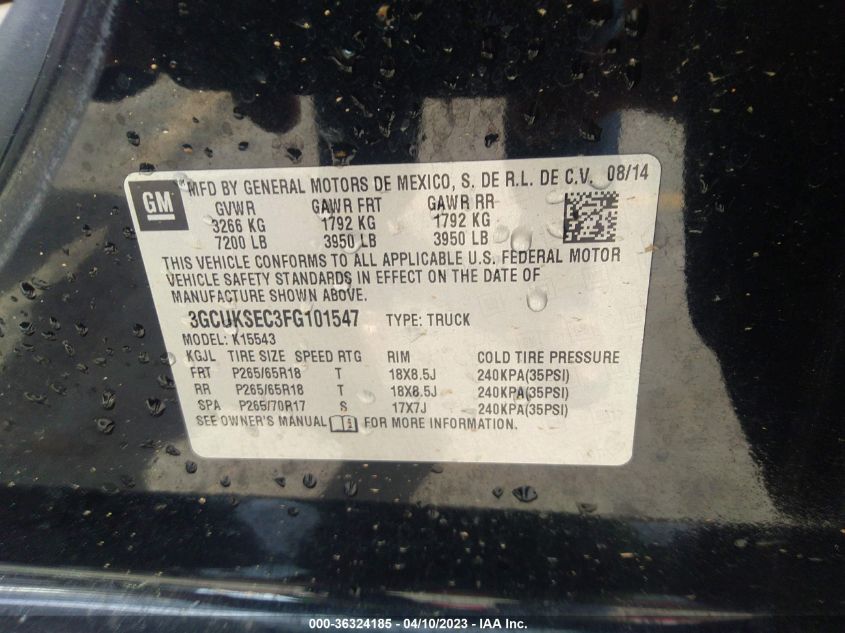 GM
MFD BY GENERAL MOTORS DE MEXICO, S. DE R.L. DE C.V. 08/14
GVWR GAWR FRT GAWR RR
3266 KG 1792 KG 1792 KG
7200 LB 3950 LB 3950 LB
THIS VEHICLE CONFORMS TO ALL APPLICABLE U.S. FEDERAL MOTOR
VEHICLE SAFETY STANDARDS IN EFFECT ON THE DATE OF
MANUFACTURE SHOWN ABOVE.
3GCUKSEC3FG101547 TYPE: TRUCK
MODEL: K15543
KGJL TIRE SIZE SPEED RTG RIM COLD TIRE PRESSURE
FRT P265/65R18 T 18X8.5J 240KPA(35PSI)
RR P265/65R18 T 18X8.5J 240KPA(35PSI)
SPA P265/70R17 S 17X7J 240KPA(35PSI)
SEE OWNER'S MANUAL FOR MORE INFORMATION.
000-36324185 - 04/10/2023 - IAA Inc.